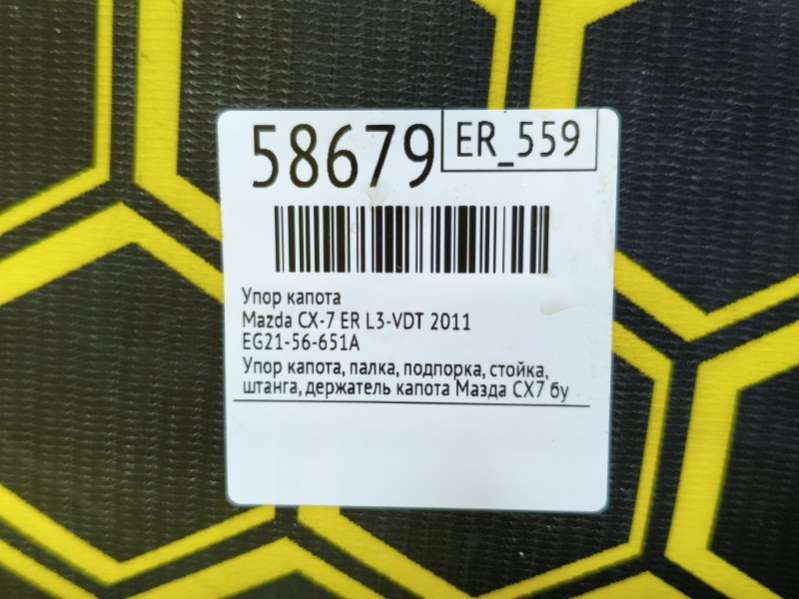 58679
ER_559
Упор капота
Mazda CX-7 ER L3-VDT 2011
EG21-56-651A
Упор капота, палка, подпорка, стойка,
штанга, держатель капота Мазда СХ7 бу